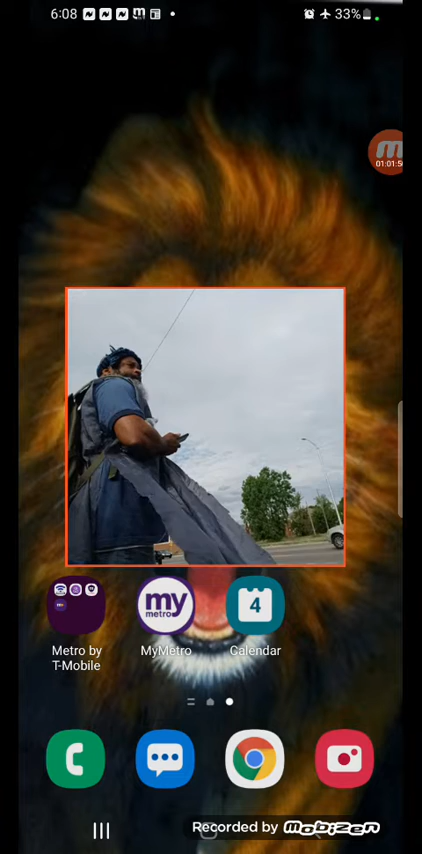 6:08
33%
m
01:01:5
my
metro
4
Metro by
T-Mobile
MyMetro
Calendar
Recorded by Mobizen